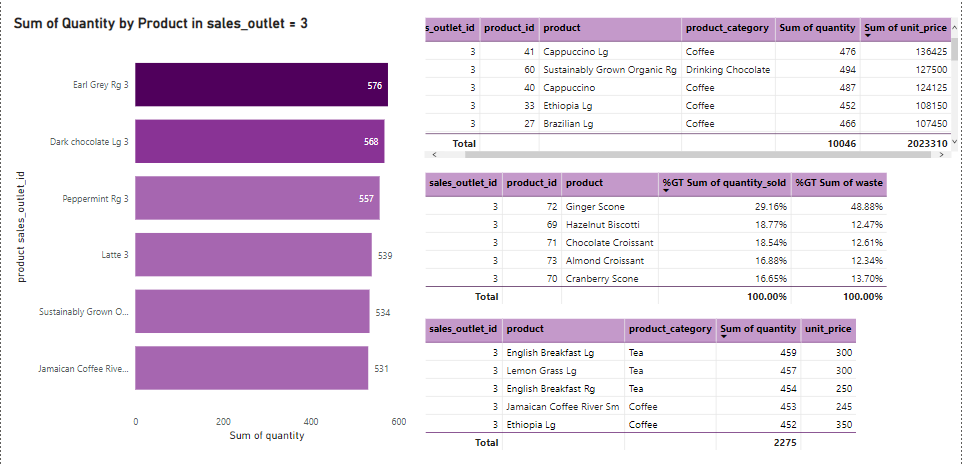 Sum of Quantity by Product in sales_outlet = 3
product sales_outlet_id
Earl Grey Rg 3 576
Dark chocolate Lg 3 568
Peppermint Rg 3 557
Latte 3 539
Sustainably Grown O... 534
Jamaican Coffee Rive... 531
0 200 400 600
Sum of quantity
s_outlet_id product_id product product_category Sum of quantity Sum of unit_price
3 41 Cappuccino Lg Coffee 476 136425
3 60 Sustainably Grown Organic Rg Drinking Chocolate 494 127500
3 40 Cappuccino Coffee 487 124125
3 33 Ethiopia Lg Coffee 452 108150
3 27 Brazilian Lg Coffee 466 107450
Total 10046 2023310
sales_outlet_id product_id product %GT Sum of quantity_sold %GT Sum of waste
3 72 Ginger Scone 29.16% 48.88%
3 69 Hazelnut Biscotti 18.77% 12.47%
3 71 Chocolate Croissant 18.54% 12.61%
3 73 Almond Croissant 16.88% 12.34%
3 70 Cranberry Scone 16.65% 13.70%
Total 100.00% 100.00%
sales_outlet_id product product_category Sum of quantity unit_price
3 English Breakfast Lg Tea 459 300
3 Lemon Grass Lg Tea 457 300
3 English Breakfast Rg Tea 454 250
3 Jamaican Coffee River Sm Coffee 453 245
3 Ethiopia Lg Coffee 452 350
Total 2275